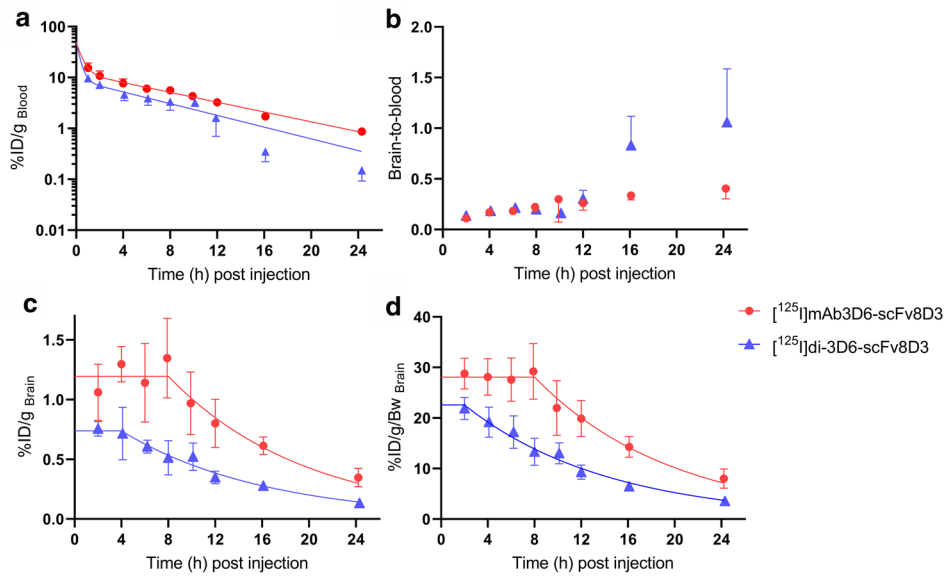 a
%ID/g Blood
100
10
1
0.1
0.01
0 4 8 12 16 20 24
Time (h) post injection
b
Brain-to-blood
2.0
1.5
1.0
0.5
0.0
0 4 8 12 16 20 24
Time (h) post injection
c
%ID/g Brain
1.5
1.0
0.5
0.0
0 4 8 12 16 20 24
Time (h) post injection
d
%ID/g/Bw Brain
40
30
20
10
0
0 4 8 12 16 20 24
Time (h) post injection
[125I]mAb3D6-scFv8D3
[125I]di-3D6-scFv8D3